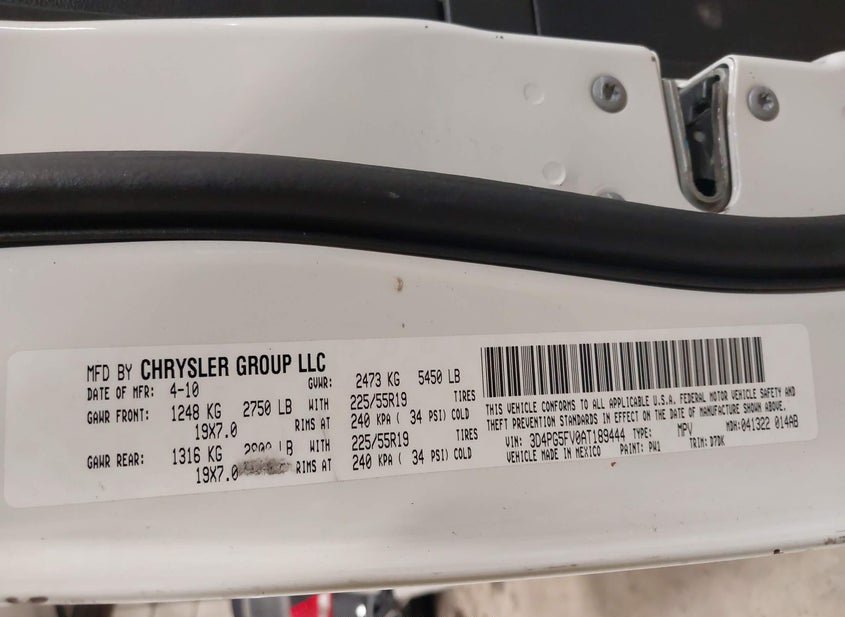 MFD BY CHRYSLER GROUP LLC
DATE OF MFR: 4-10 GVWR: 2473 KG 5450 LB
GAWR FRONT: 1248 KG 2750 LB WITH 225/55R19 TIRES
19X7.0 RIMS AT 240 KPA ( 34 PSI) COLD
GAWR REAR: 1316 KG LB WITH 225/55R19 TIRES
19X7.0 RIMS AT 240 KPA ( 34 PSI) COLD
THIS VEHICLE CONFORMS TO ALL APPLICABLE U.S.A. FEDERAL MOTOR VEHICLE SAFETY AND
THEFT PREVENTION STANDARDS IN EFFECT ON THE DATE OF MANUFACTURE SHOWN ABOVE.
VIN: 3D4PG5FV0AT189444 TYPE: MPV MDH: 041322 014AB
VEHICLE MADE IN MEXICO PAINT: PW1 TRIM: D7DK